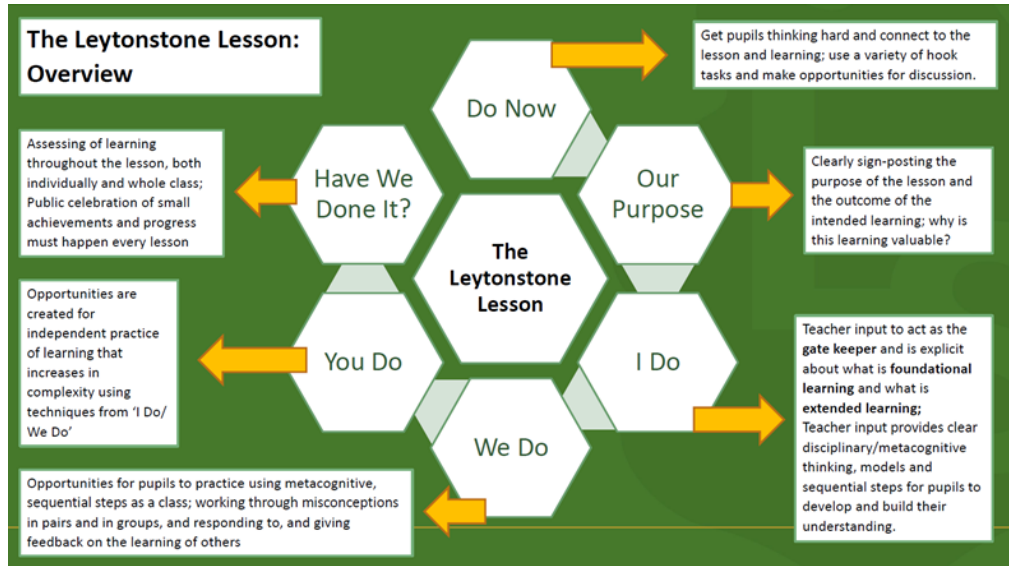 The Leytonstone Lesson:
Overview
Do Now
Get pupils thinking hard and connect to the
lesson and learning; use a variety of hook
tasks and make opportunities for discussion.
Our
Purpose
Clearly sign-posting the
purpose of the lesson and
the outcome of the
intended learning; why is
this learning valuable?
I Do
Teacher input to act as the
gate keeper and is explicit
about what is foundational
learning and what is
extended learning;
Teacher input provides clear
disciplinary/metacognitive
thinking, models and
sequential steps for pupils to
develop and build their
understanding.
We Do
Opportunities for pupils to practice using metacognitive,
sequential steps as a class; working through misconceptions
in pairs and in groups, and responding to, and giving
feedback on the learning of others
You Do
Opportunities are
created for
independent practice
of learning that
increases in
complexity using
techniques from ‘I Do/
We Do’
Have We
Done It?
Assessing of learning
throughout the lesson, both
individually and whole class;
Public celebration of small
achievements and progress
must happen every lesson
The
Leytonstone
Lesson